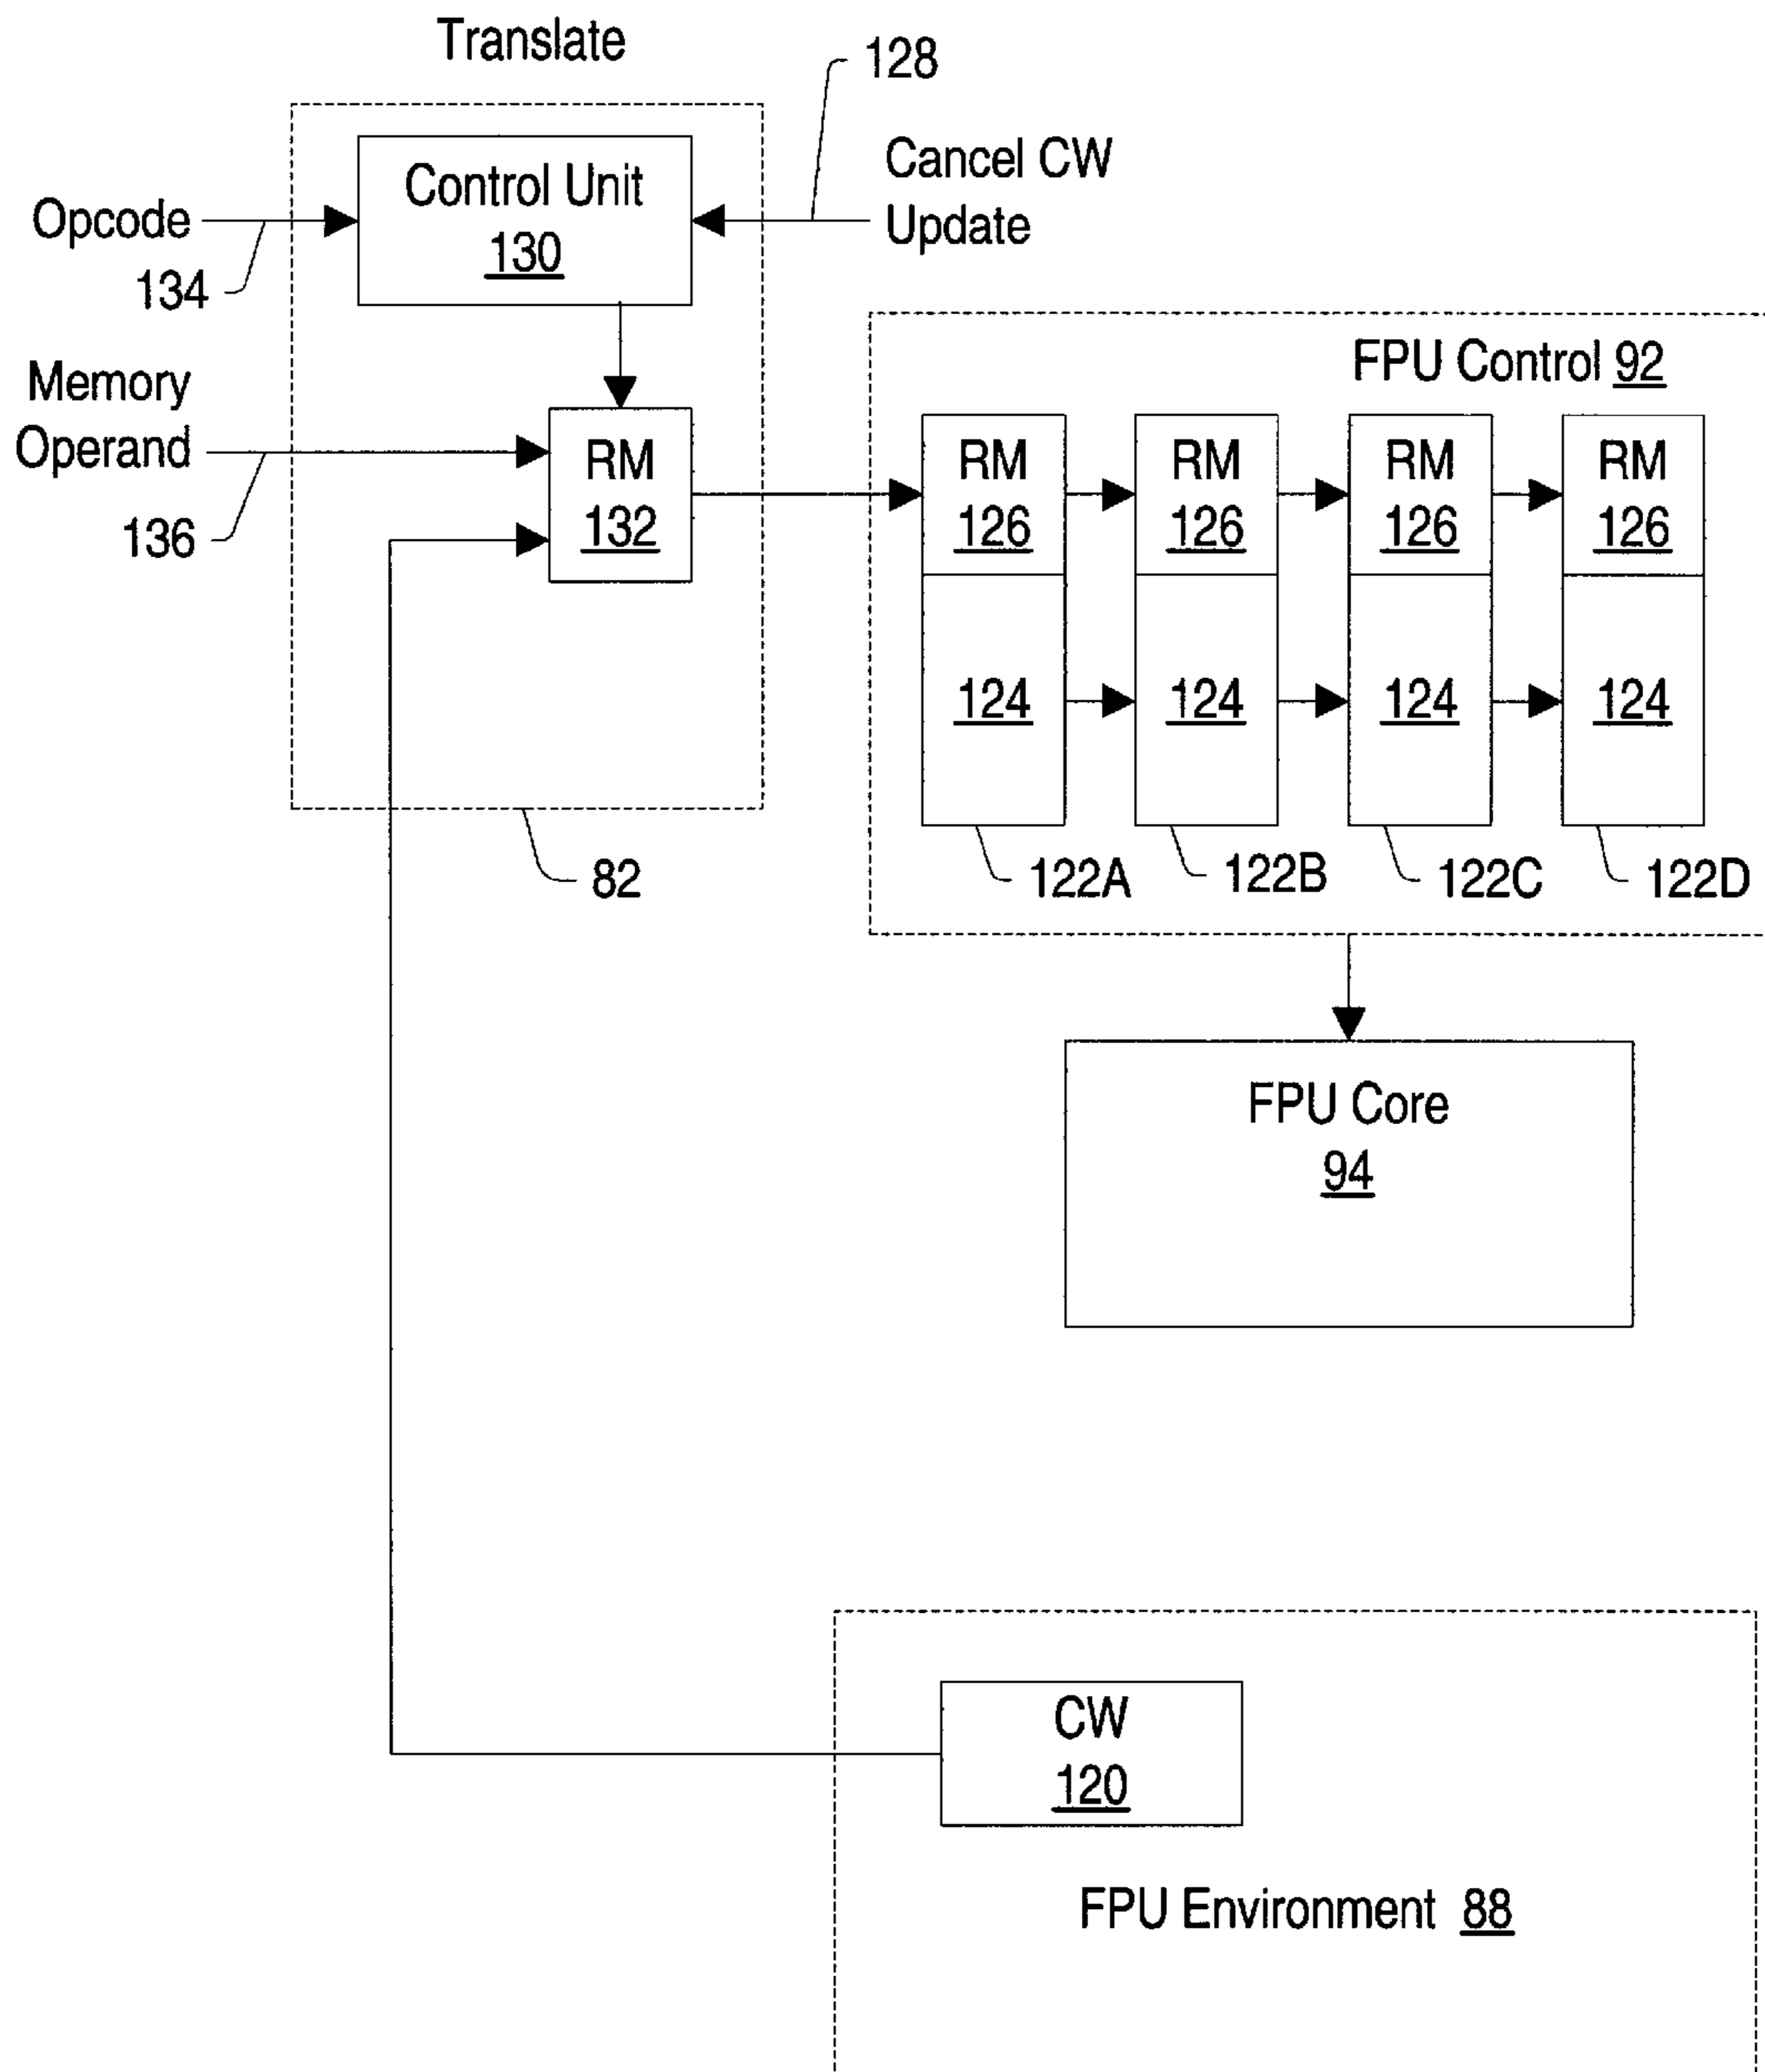 Translate
128
Control Unit
130
Cancel CW
Update
Opcode
134
Memory
Operand
136
RM
132
82
FPU Control 92
RM RM RM RM
126 126 126 126
124 124 124 124
122A 122B 122C 122D
FPU Core
94
CW
120
FPU Environment 88